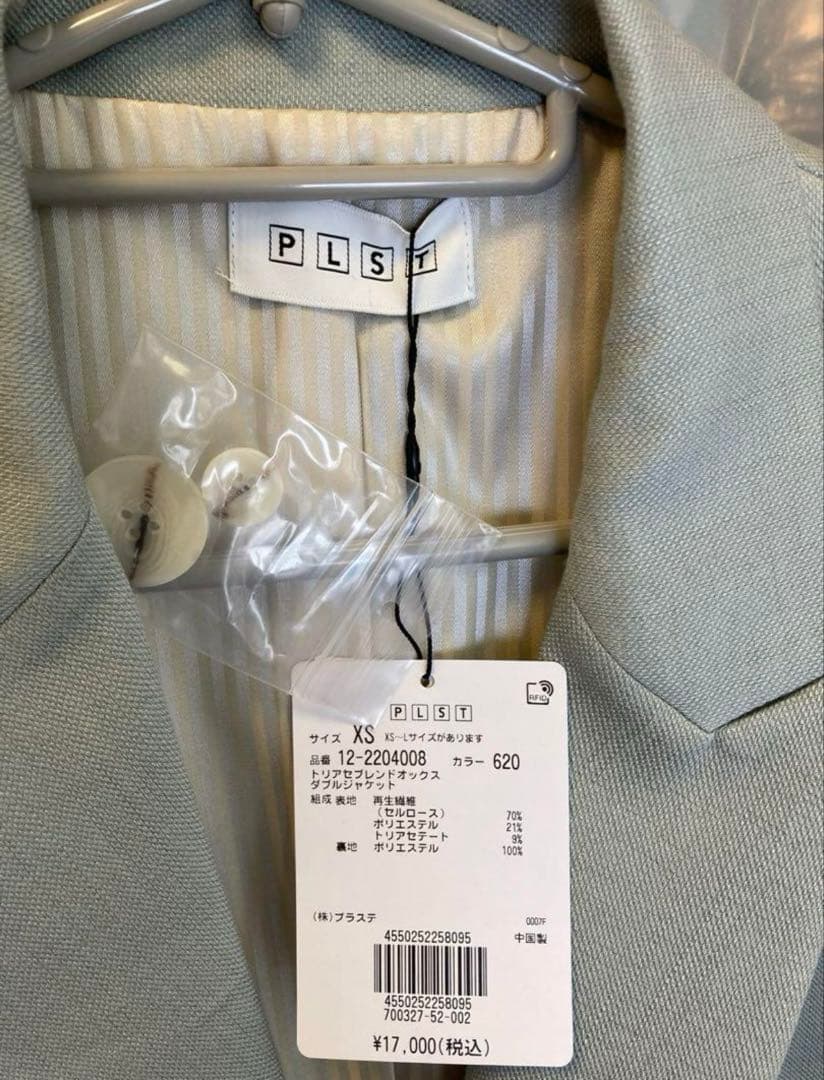 PLST
RFID
PLST
サイズ XS XS〜Lサイズがあります
品番 12-2204008 カラー 620
トリアセブレンドオックス
ダブルジャケット
組成 表地 再生繊維
(セルロース) 70%
ポリエステル 21%
トリアセテート 9%
裏地 ポリエステル 100%
(株)プラステ 0007F
4550252258095 中国製
4550252258095
700327-52-002
¥17,000(税込)